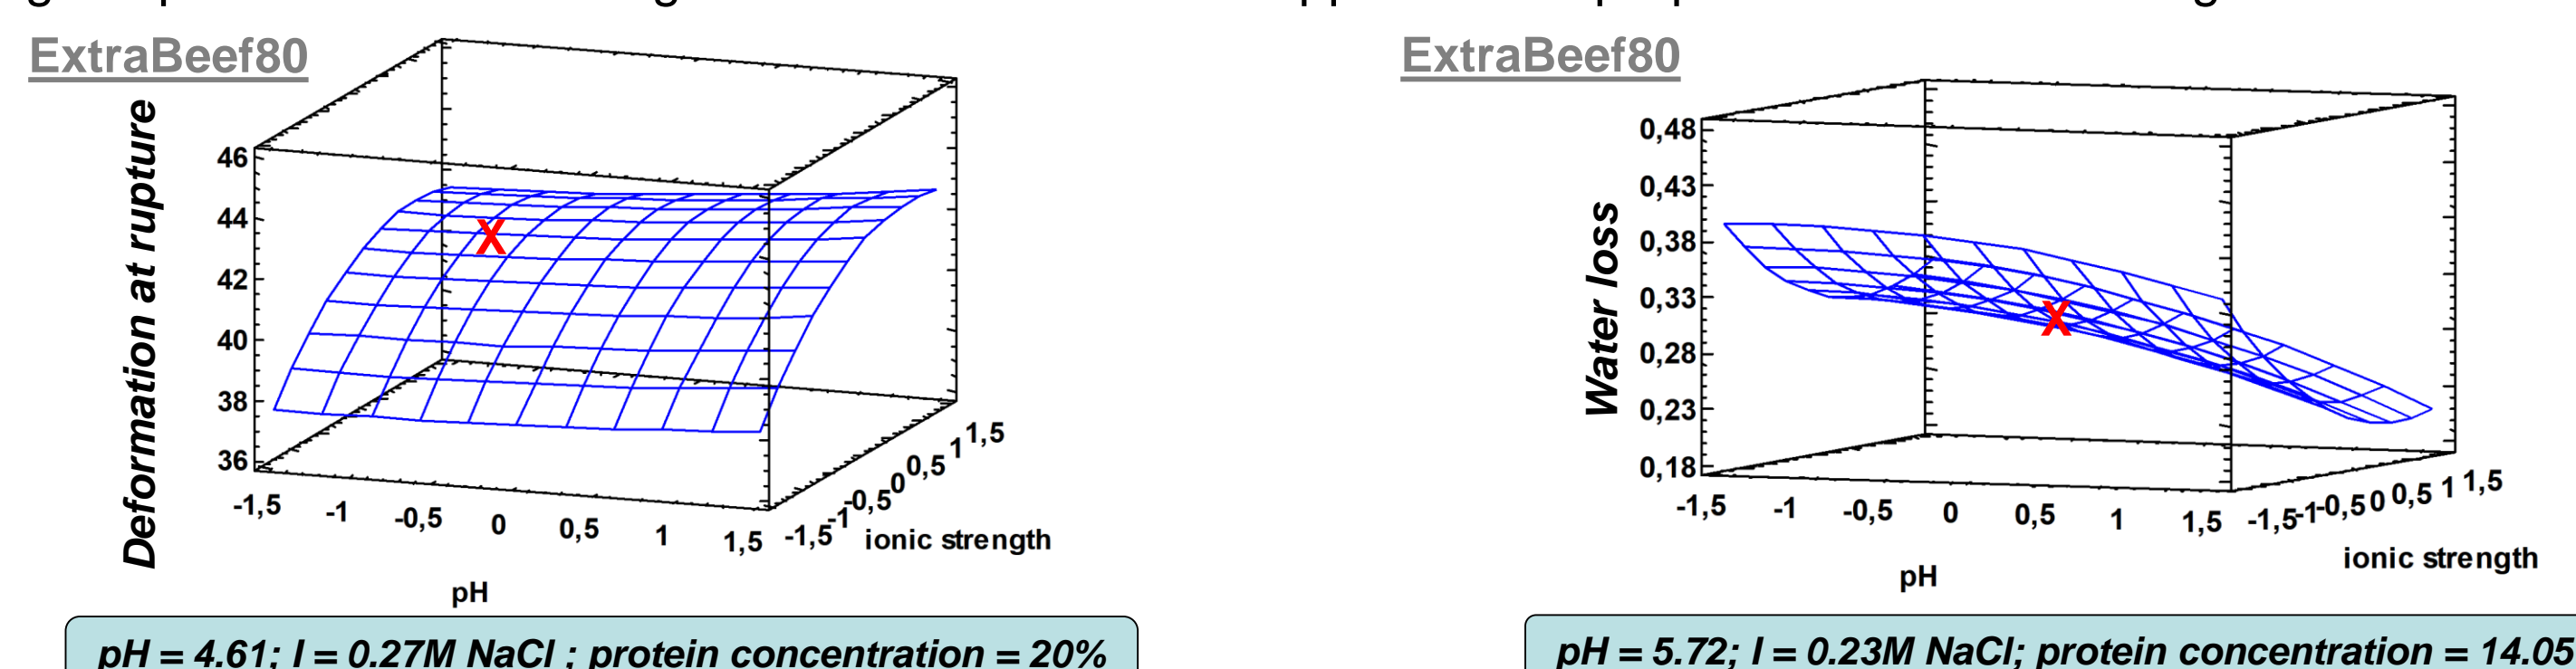 ExtraBeef80
Deformation at rupture
46
44
42
40
38
36
-1,5 -1 -0,5 0 0,5 1 1,5
pH
-1,5 -1 -0,5 0 0,5 1 1,5
ionic strength
pH = 4.61; I = 0.27M NaCl ; protein concentration = 20%
ExtraBeef80
Water loss
0,48
0,43
0,38
0,33
0,28
0,23
0,18
-1,5 -1 -0,5 0 0,5 1 1,5
pH
-1,5 -1 -0,5 0 0,5 1 1,5
ionic strength
pH = 5.72; I = 0.23M NaCl; protein concentration = 14.05
X
X